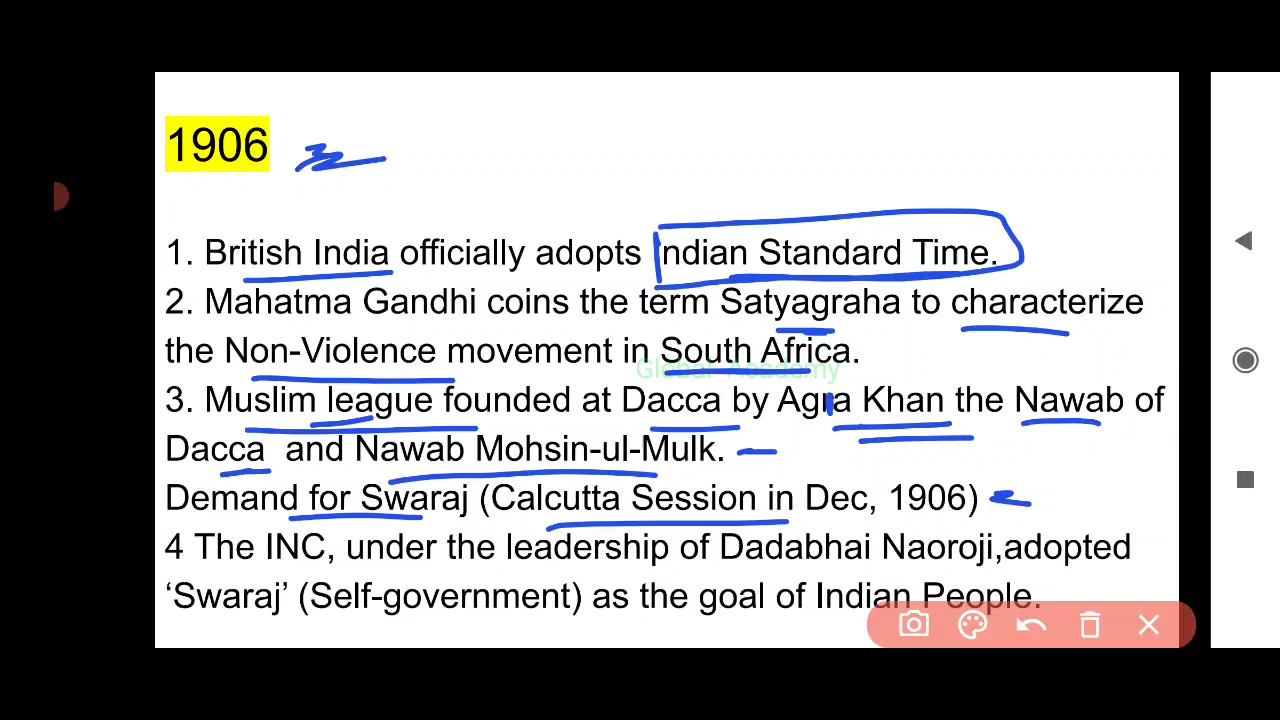 1906
1. British India officially adopts Indian Standard Time.
2. Mahatma Gandhi coins the term Satyagraha to characterize
the Non-Violence movement in South Africa.
Global Academy
3. Muslim league founded at Dacca by Agra Khan the Nawab of
Dacca and Nawab Mohsin-ul-Mulk.
Demand for Swaraj (Calcutta Session in Dec, 1906)
4 The INC, under the leadership of Dadabhai Naoroji,adopted
‘Swaraj’ (Self-government) as the goal of Indian People.